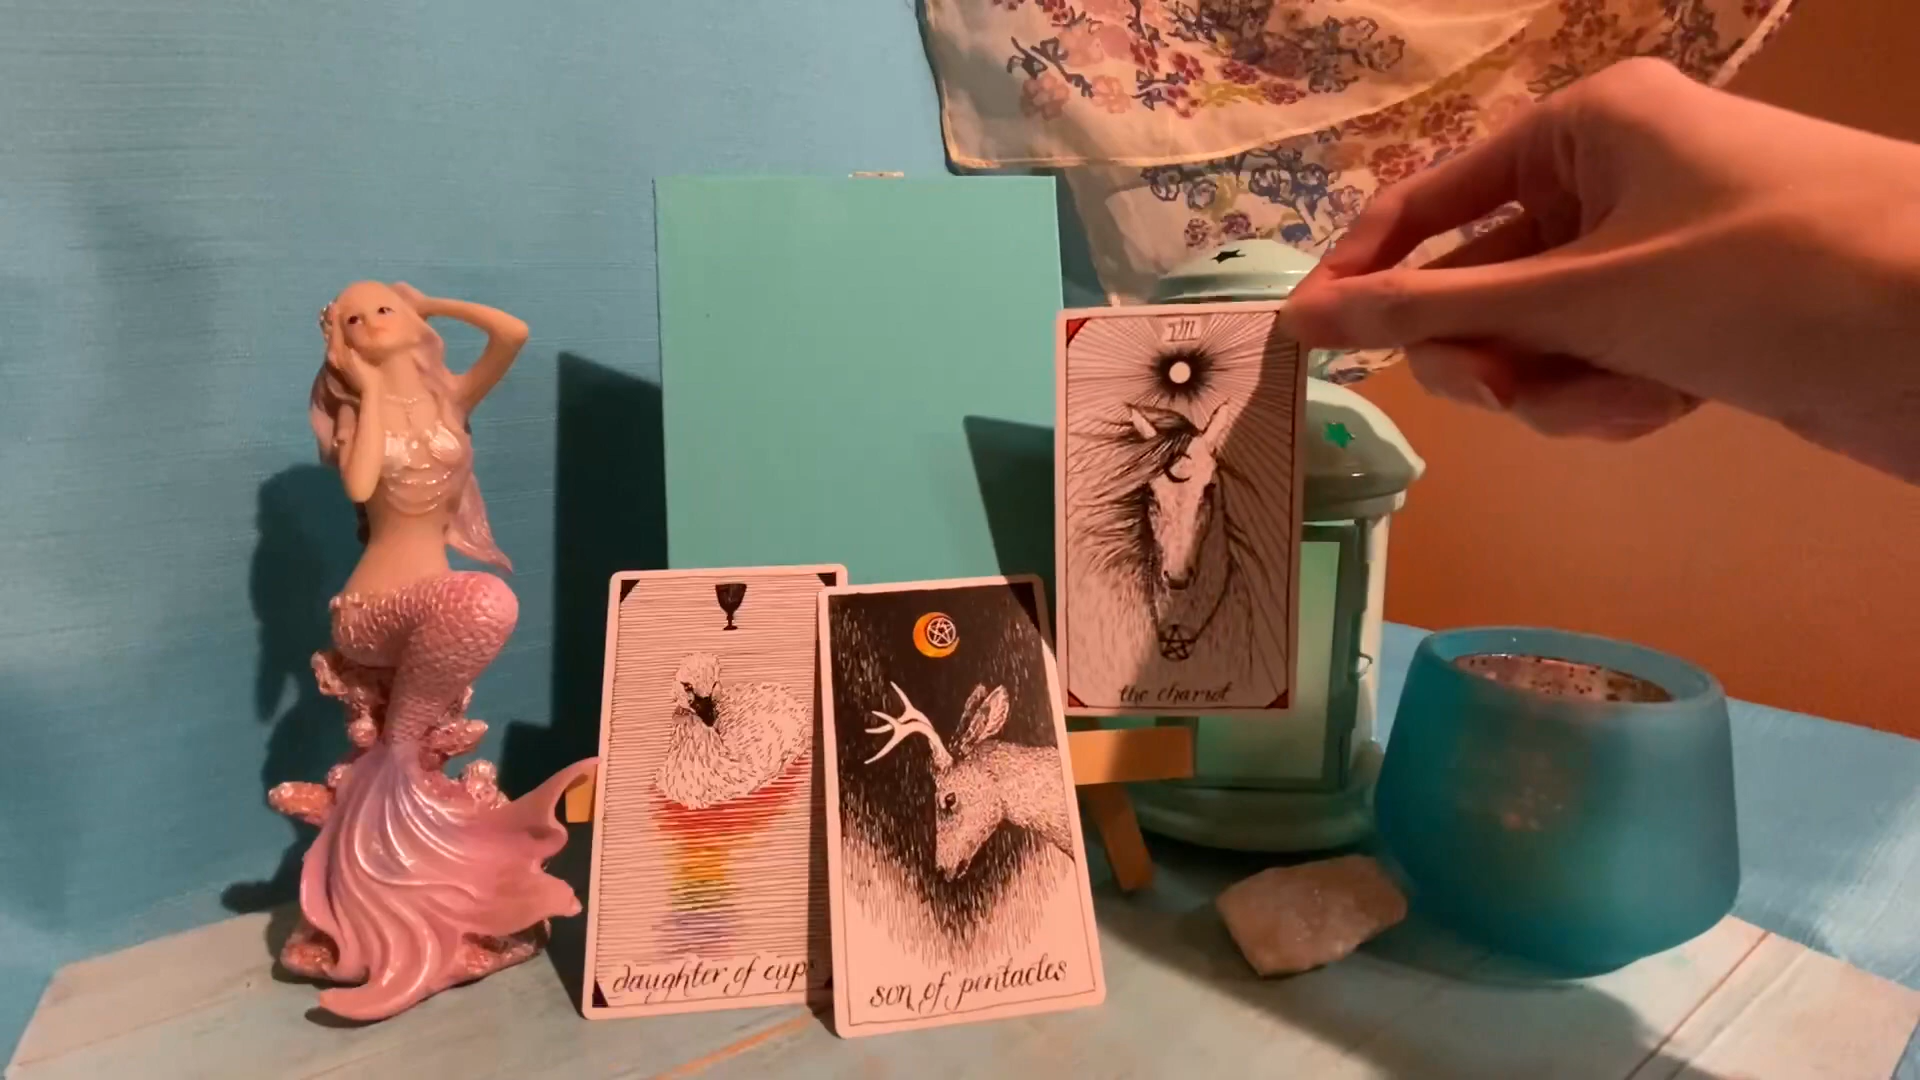 VII
the chariot
daughter of cups
son of pentacles